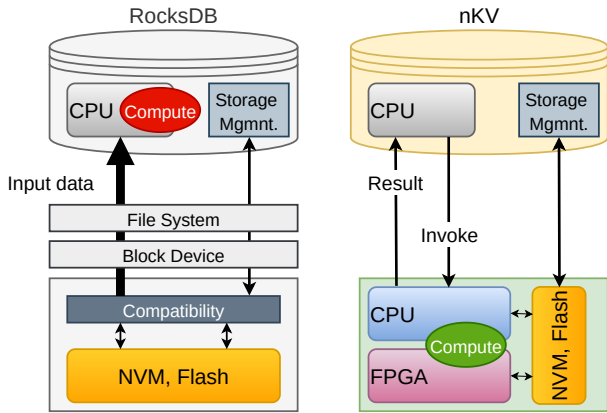 RocksDB
CPU
Compute
Storage
Mgmnt.
Input data
File System
Block Device
Compatibility
NVM, Flash
nKV
CPU
Storage
Mgmnt.
Result
Invoke
CPU
Compute
FPGA
NVM, Flash